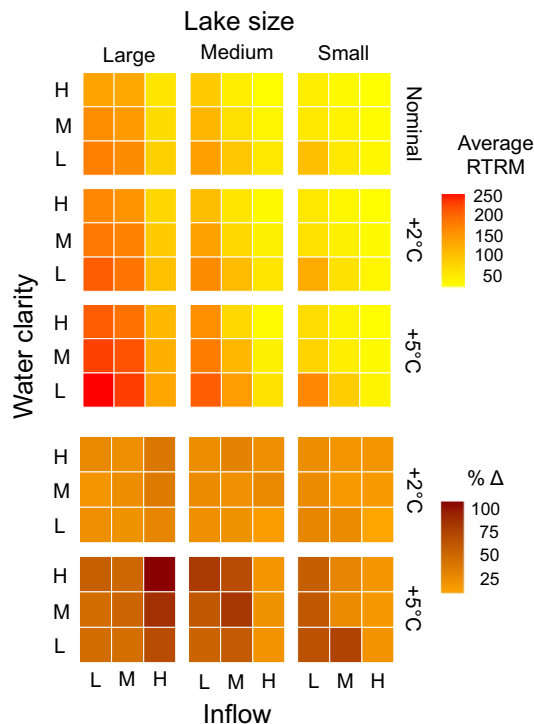 Lake size
Large Medium Small
H
M
L
Nominal
H
M
L
+2°C
H
M
L
+5°C
Water clarity
Average
RTRM
250
200
150
100
50
H
M
L
+2°C
H
M
L
+5°C
% Δ
100
75
50
25
L M H L M H L M H
Inflow